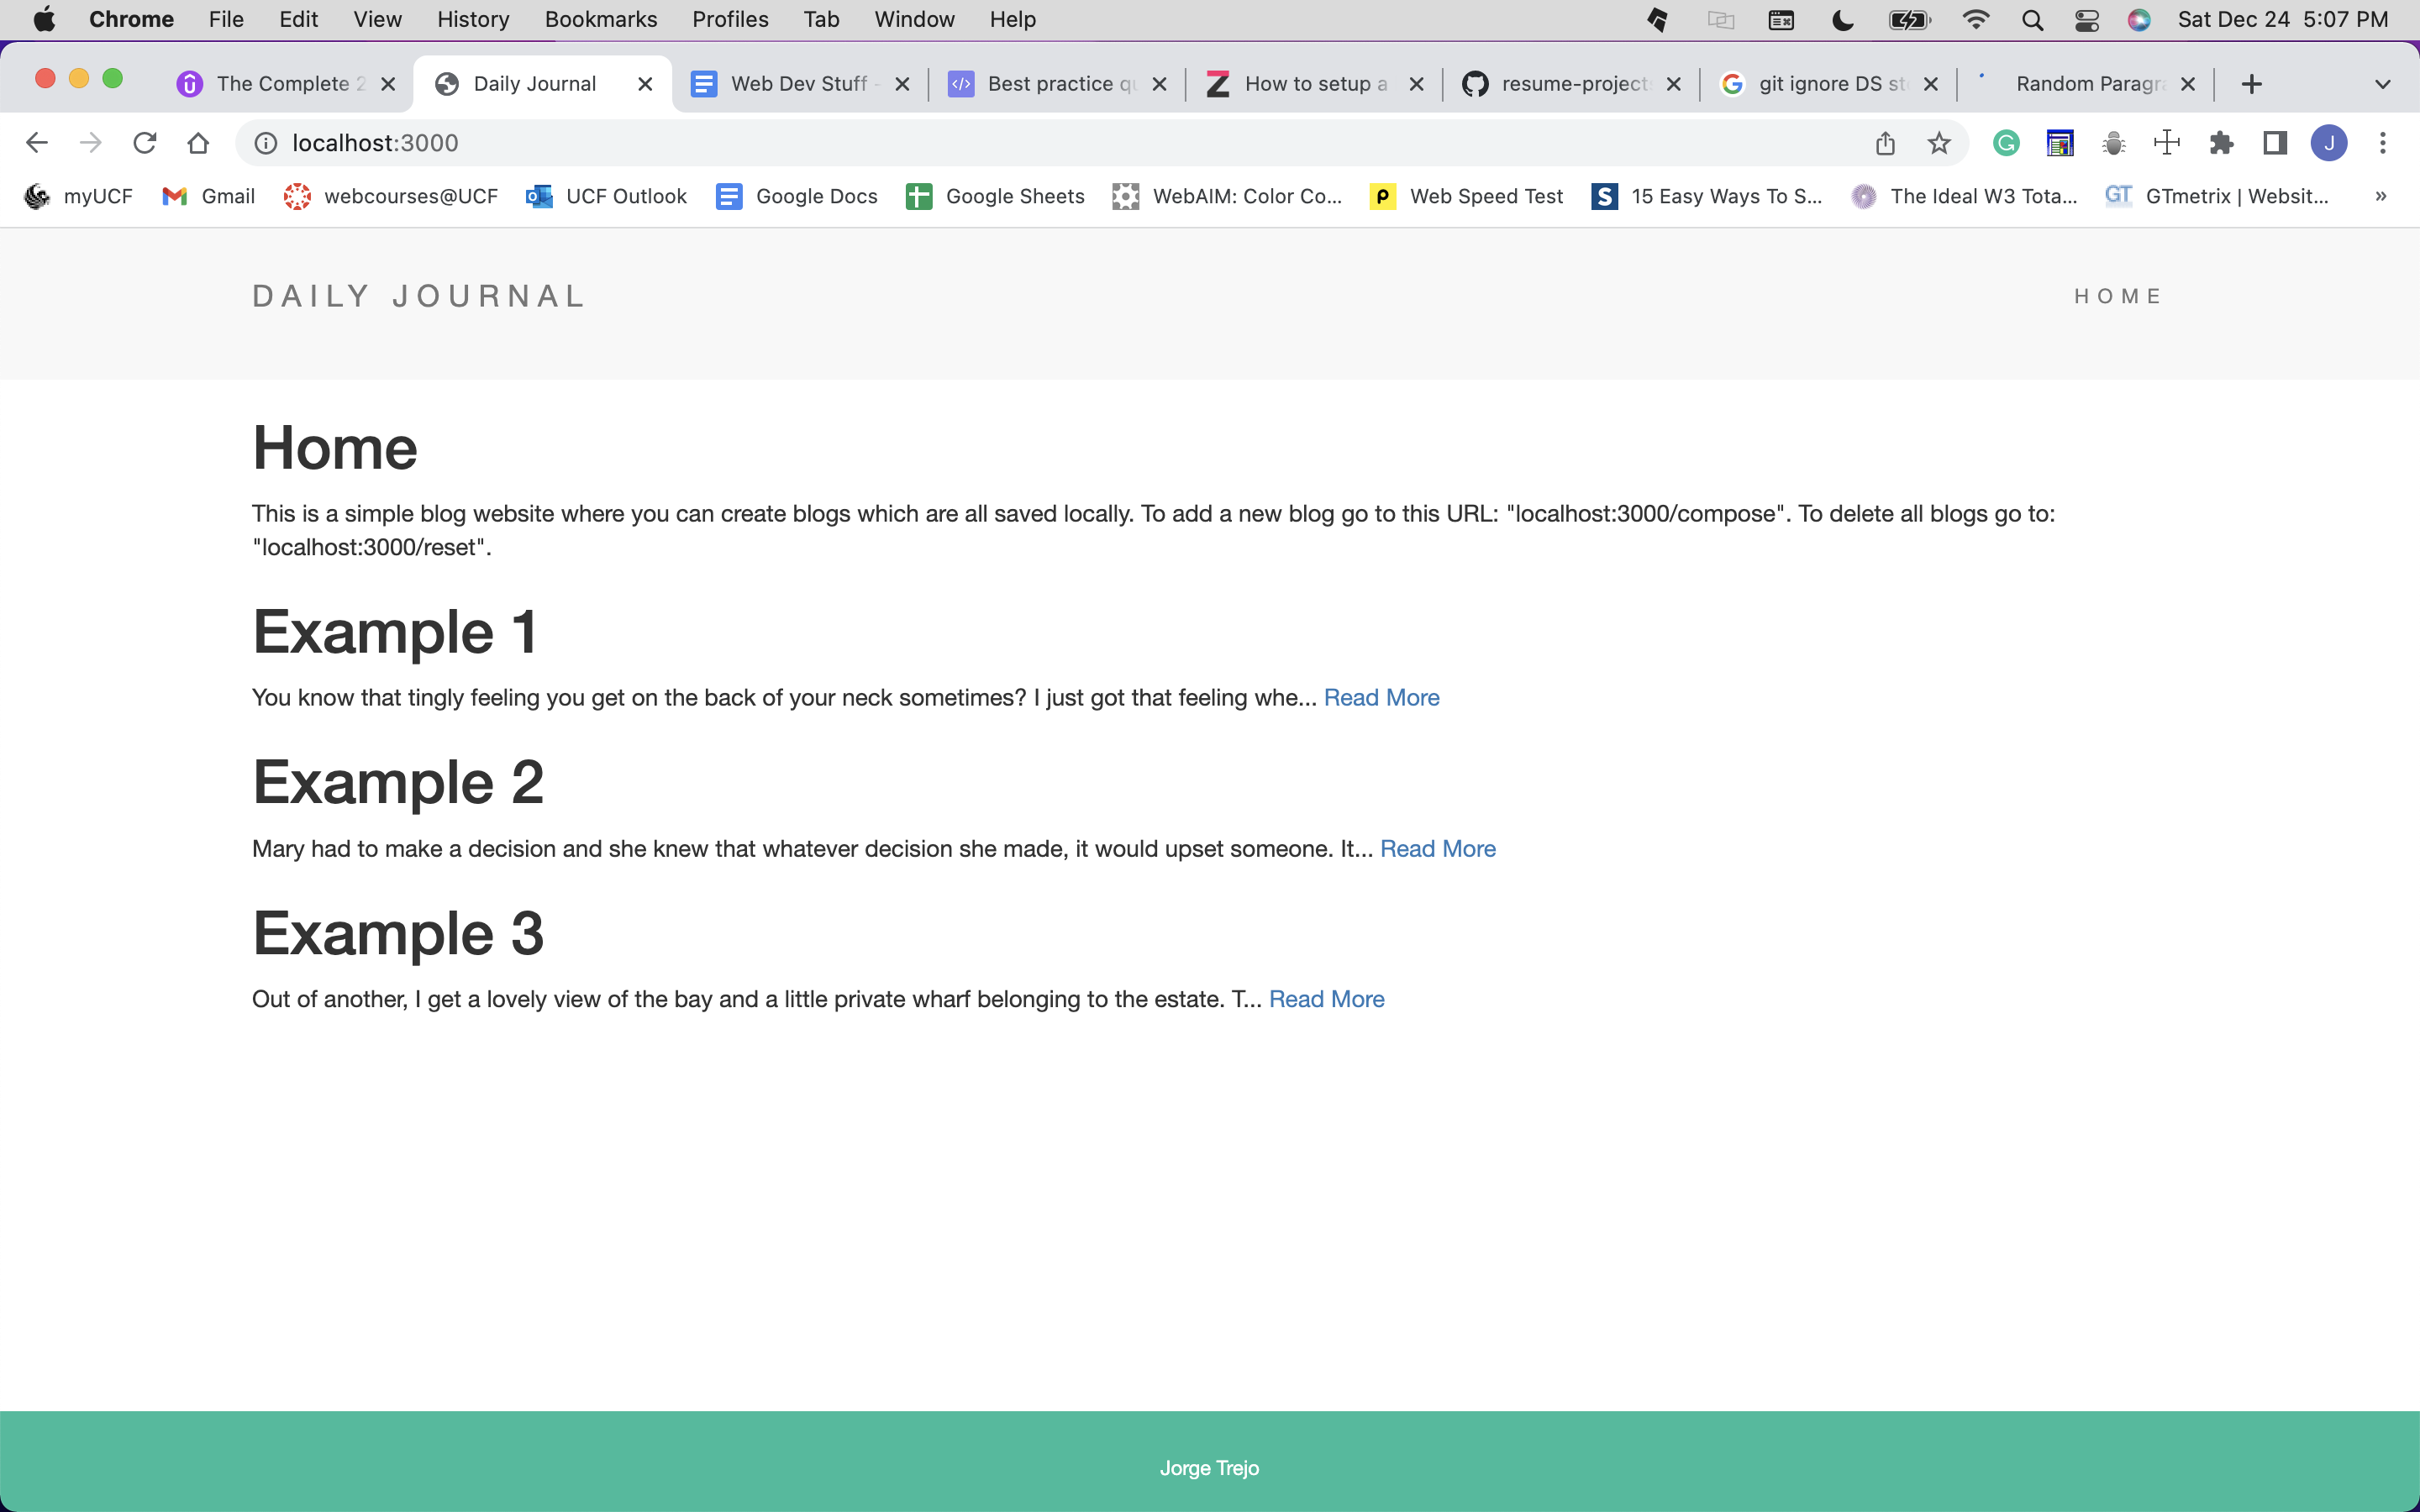 Chrome File Edit View History Bookmarks Profiles Tab Window Help Sat Dec 24 5:07 PM
The Complete 2 Daily Journal Web Dev Stuff - Best practice qu How to setup a resume-project git ignore DS st Random Paragra
localhost:3000 J
myUCF Gmail webcourses@UCF UCF Outlook Google Docs Google Sheets WebAIM: Color Co... Web Speed Test 15 Easy Ways To S... The Ideal W3 Tota... GT GTmetrix | Websit... »
DAILY JOURNAL HOME
Home
This is a simple blog website where you can create blogs which are all saved locally. To add a new blog go to this URL: "localhost:3000/compose". To delete all blogs go to:
"localhost:3000/reset".
Example 1
You know that tingly feeling you get on the back of your neck sometimes? I just got that feeling whe... Read More
Example 2
Mary had to make a decision and she knew that whatever decision she made, it would upset someone. It... Read More
Example 3
Out of another, I get a lovely view of the bay and a little private wharf belonging to the estate. T... Read More
Jorge Trejo